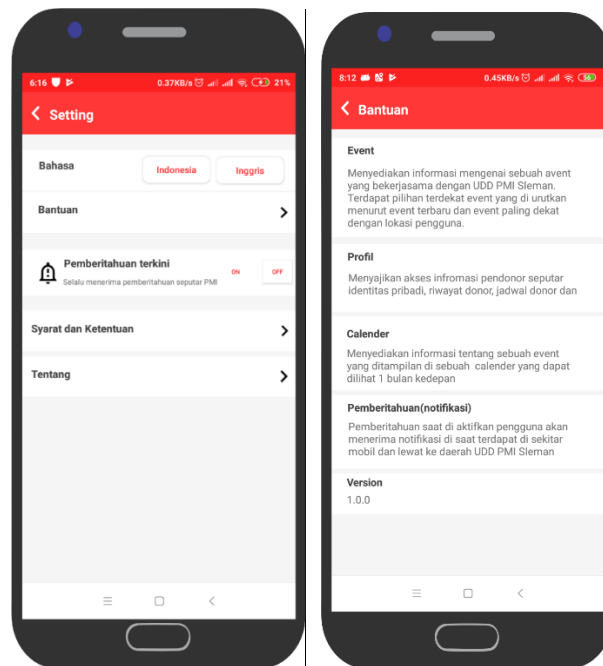 6:16 0.37KB/s 21%
Setting
Bahasa Indonesia Inggris
Bantuan
Pemberitahuan terkini ON OFF
Selalu menerima pemberitahuan seputar PMI
Syarat dan Ketentuan
Tentang
8:12 0.45KB/s 56
Bantuan
Event
Menyediakan informasi mengenai sebuah avent
yang bekerjasama dengan UDD PMI Sleman.
Terdapat pilihan terdekat event yang di urutkan
menurut event terbaru dan event paling dekat
dengan lokasi pengguna.
Profil
Menyajikan akses infromasi pendonor seputar
identitas pribadi, riwayat donor, jadwal donor dan
Calender
Menyediakan informasi tentang sebuah event
yang ditampilan di sebuah calender yang dapat
dilihat 1 bulan kedepan
Pemberitahuan(notifikasi)
Pemberitahuan saat di aktifkan pengguna akan
menerima notifikasi di saat terdapat di sekitar
mobil dan lewat ke daerah UDD PMI Sleman
Version
1.0.0